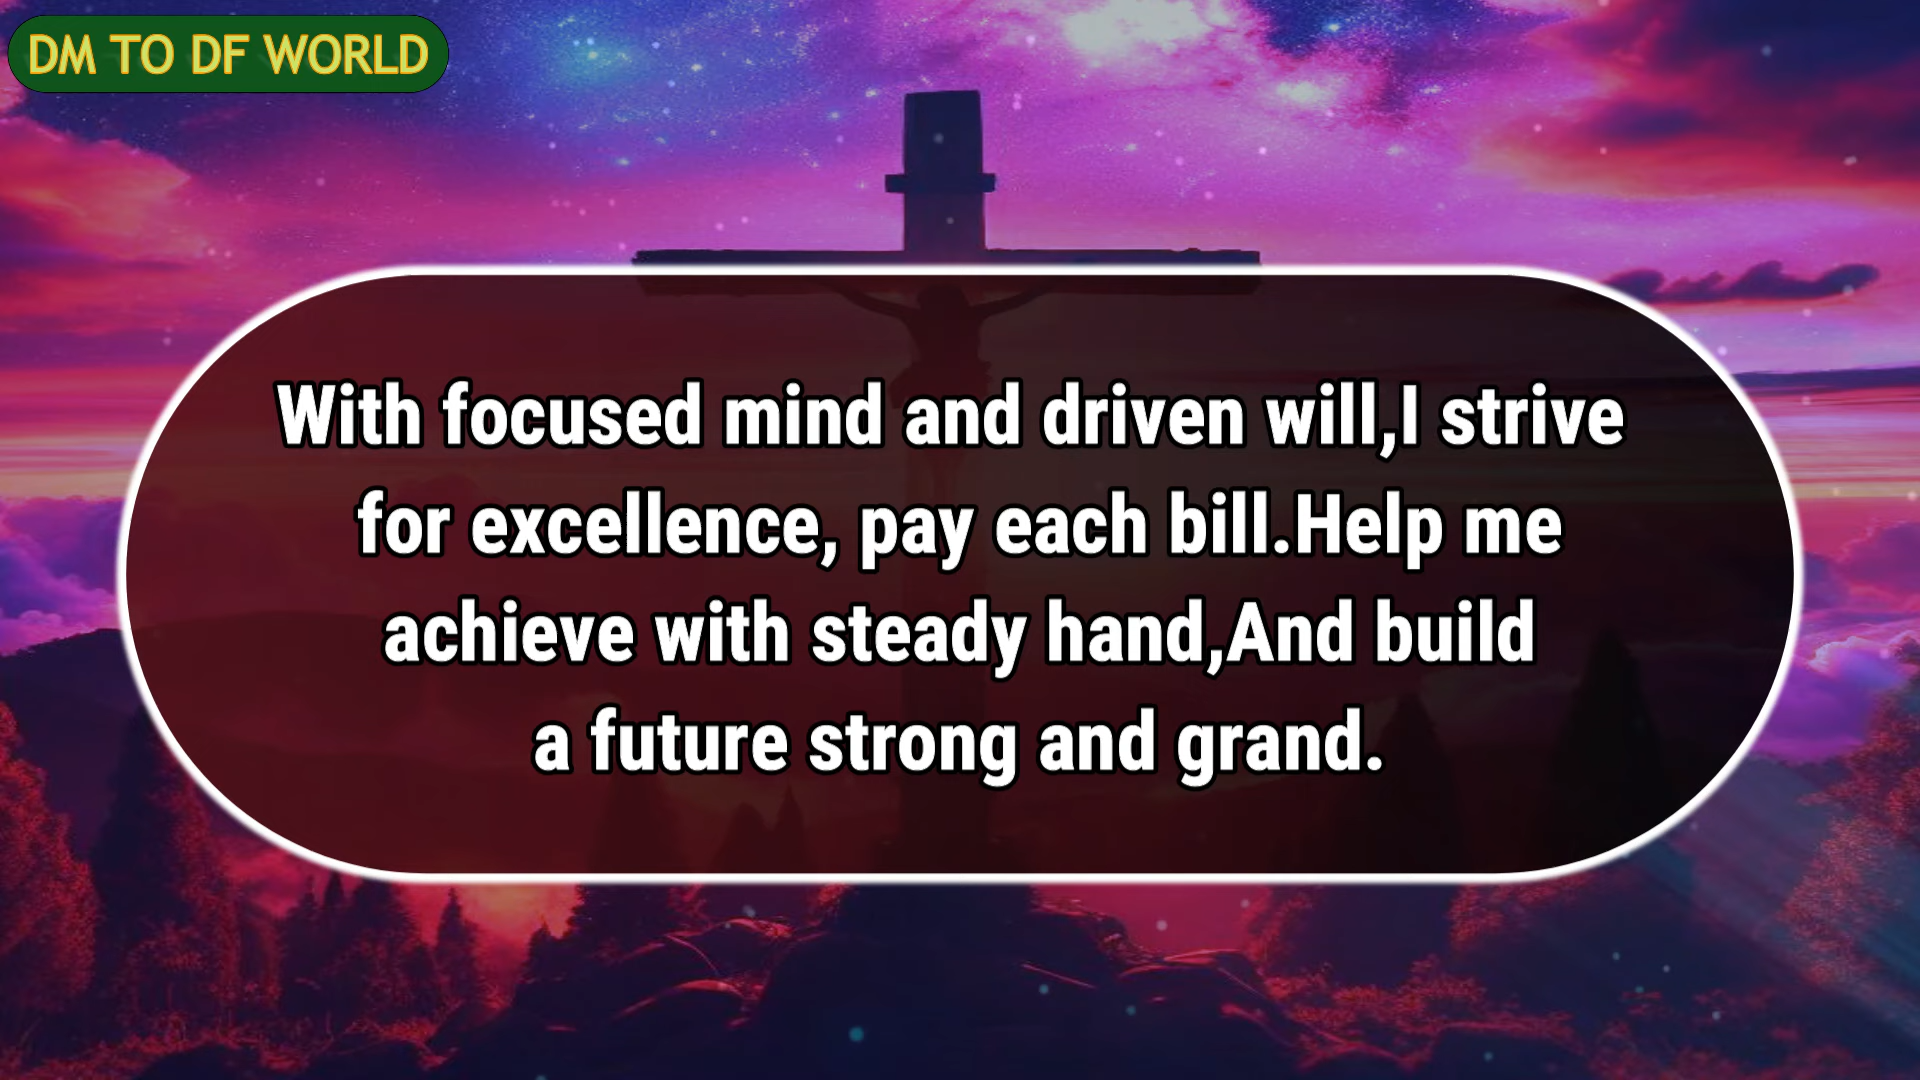 DM TO DF WORLD
With focused mind and driven will,I strive
for excellence, pay each bill.Help me
achieve with steady hand,And build
a future strong and grand.